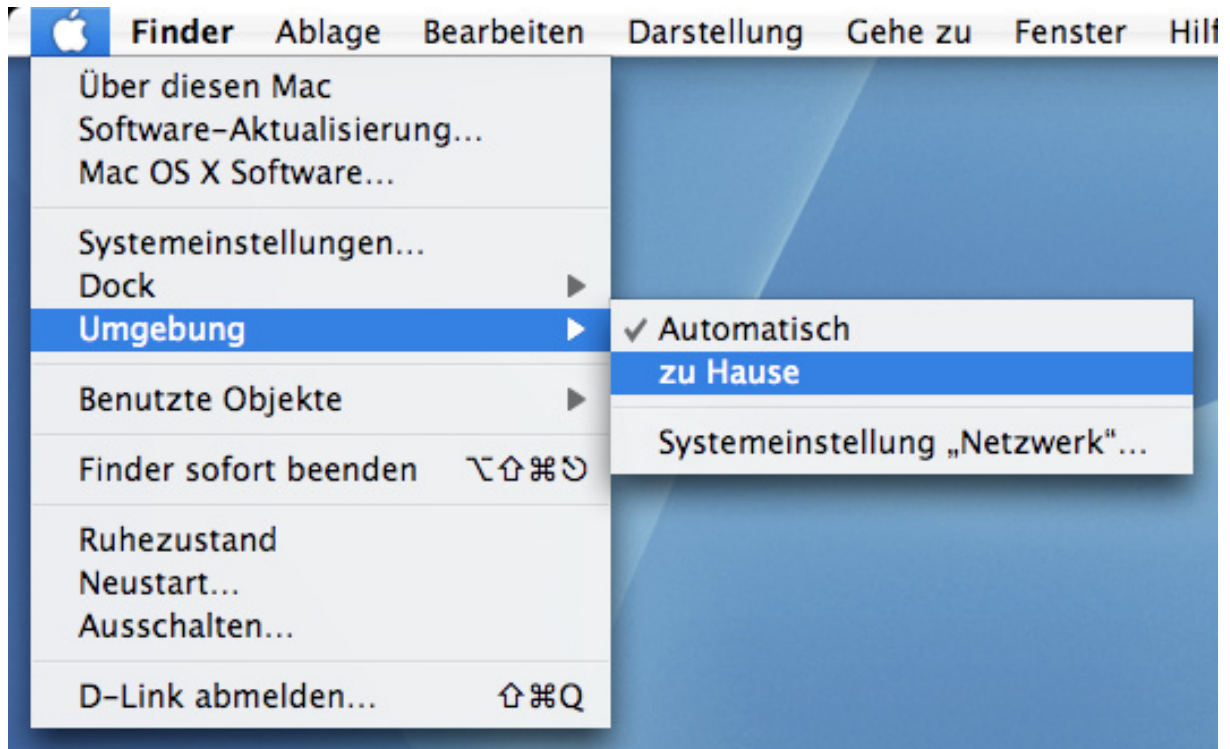 Finder Ablage Bearbeiten Darstellung Gehe zu Fenster Hilf
Über diesen Mac
Software-Aktualisierung...
Mac OS X Software...
Systemeinstellungen...
Dock
Umgebung
Automatisch
zu Hause
Systemeinstellung „Netzwerk“...
Benutzte Objekte
Finder sofort beenden ⌥⇧⌘⎋
Ruhezustand
Neustart...
Ausschalten...
D-Link abmelden... ⇧⌘Q